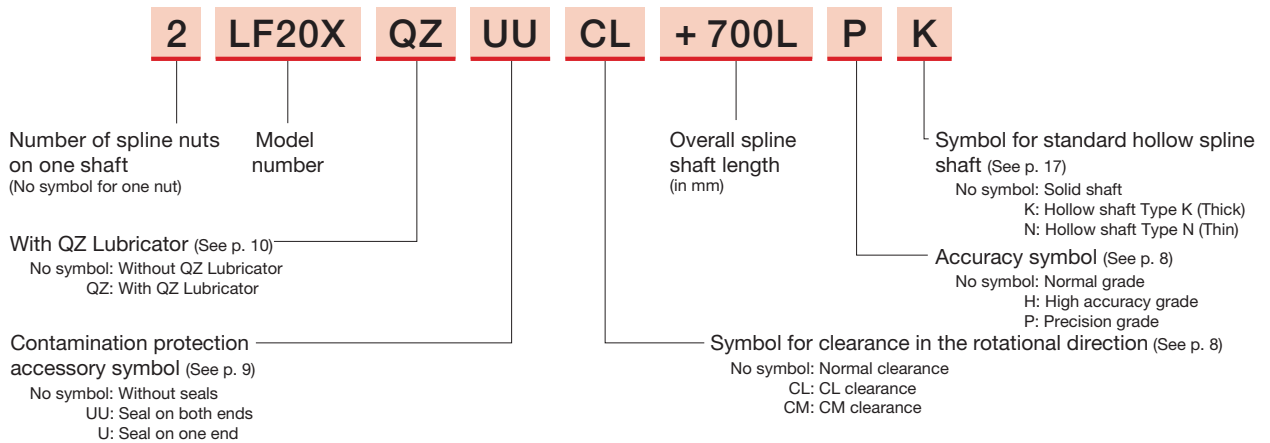 2 LF20X QZ UU CL + 700L P K
Number of spline nuts
on one shaft
(No symbol for one nut)
Model
number
Overall spline
shaft length
(in mm)
Symbol for standard hollow spline
shaft (See p. 17)
No symbol: Solid shaft
K: Hollow shaft Type K (Thick)
N: Hollow shaft Type N (Thin)
With QZ Lubricator (See p. 10)
No symbol: Without QZ Lubricator
QZ: With QZ Lubricator
Accuracy symbol (See p. 8)
No symbol: Normal grade
H: High accuracy grade
P: Precision grade
Contamination protection
accessory symbol (See p. 9)
No symbol: Without seals
UU: Seal on both ends
U: Seal on one end
Symbol for clearance in the rotational direction (See p. 8)
No symbol: Normal clearance
CL: CL clearance
CM: CM clearance